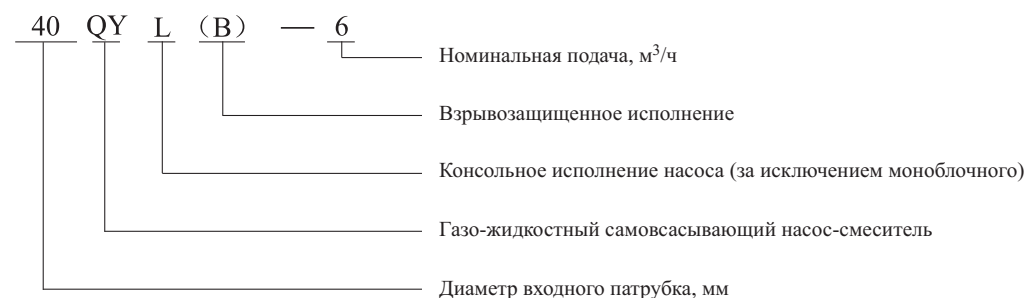 40 QY L (B) — 6
Номинальная подача, м³/ч
Взрывозащищенное исполнение
Консольное исполнение насоса (за исключением моноблочного)
Газо-жидкостный самовсасывающий насос-смеситель
Диаметр входного патрубка, мм